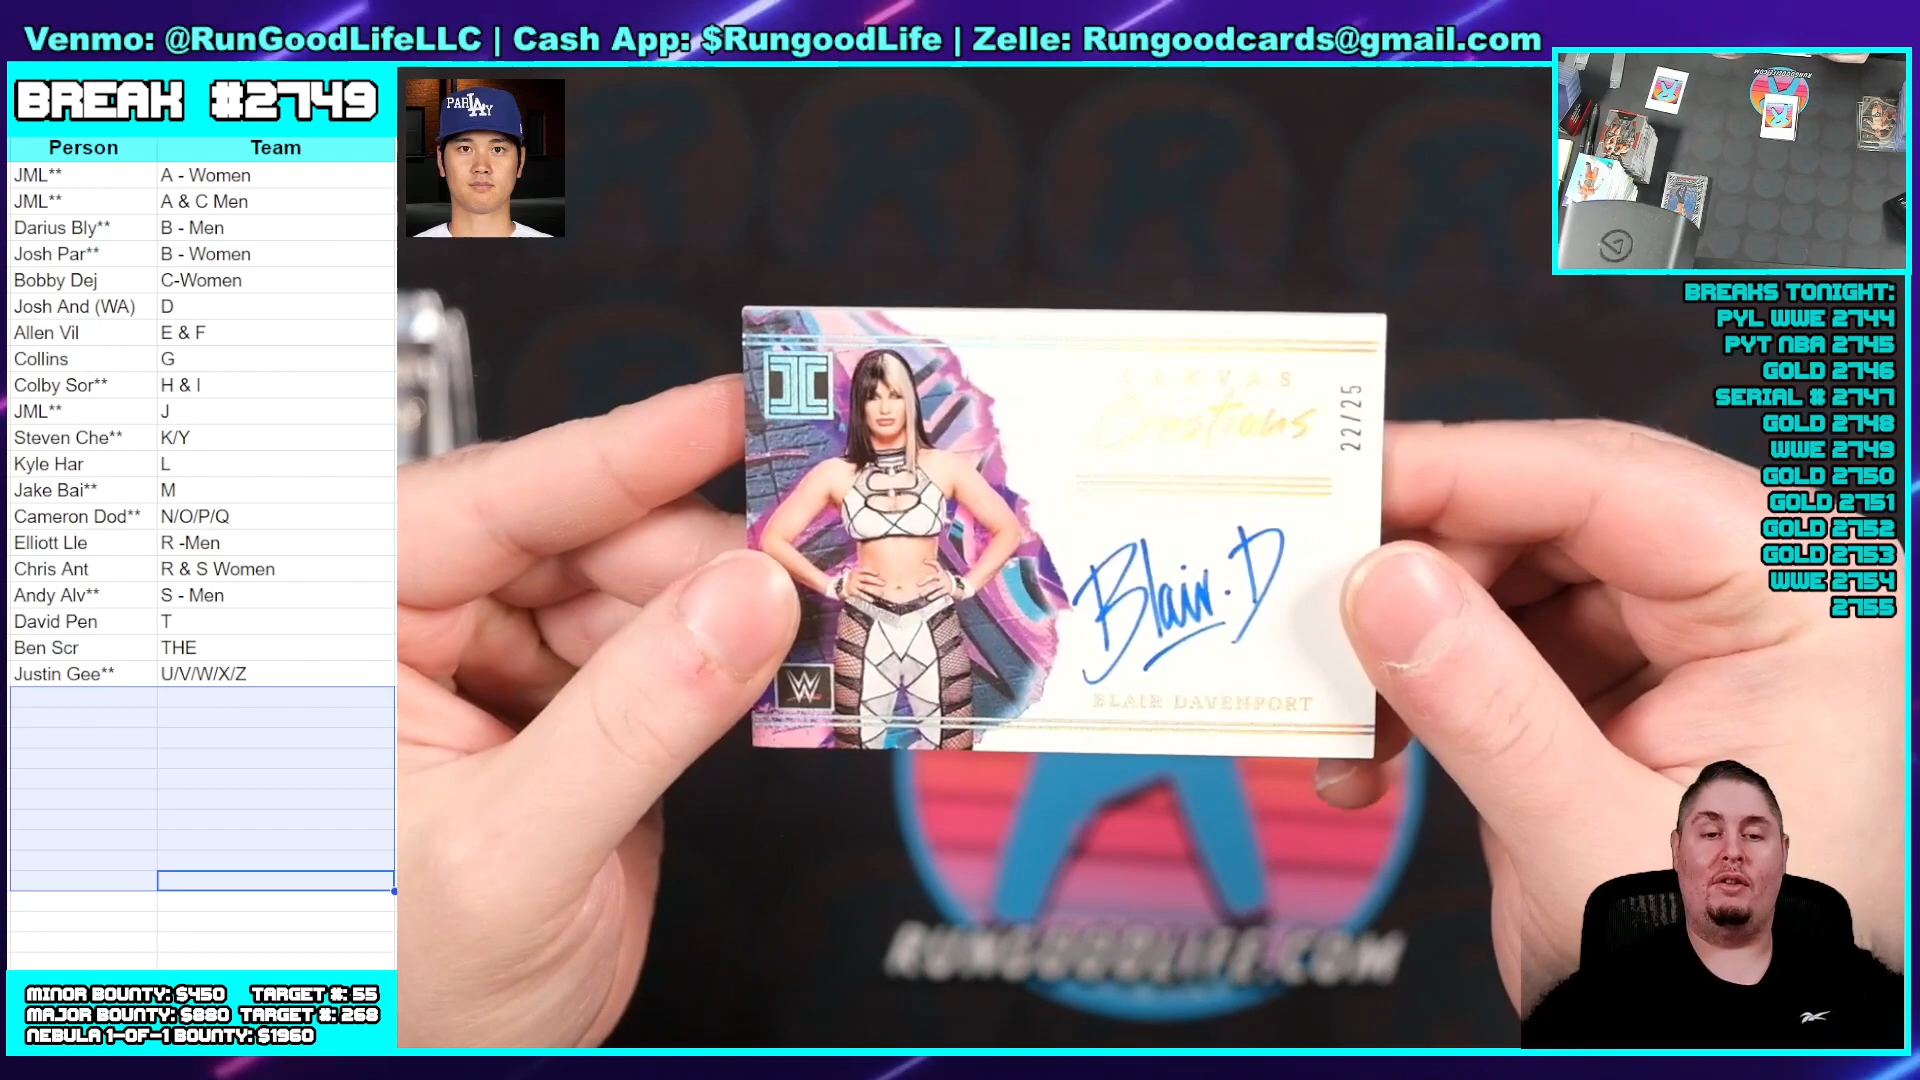 Venmo: @RunGoodLifeLLC | Cash App: $RungoodLife | Zelle: Rungoodcards@gmail.com
BREAK #2749
Person Team
JML** A - Women
JML** A & C Men
Darius Bly** B - Men
Josh Par** B - Women
Bobby Dej C-Women
Josh And (WA) D
Allen Vil E & F
Collins G
Colby Sor** H & I
JML** J
Steven Che** K/Y
Kyle Har L
Jake Bai** M
Cameron Dod** N/O/P/Q
Elliott Lle R -Men
Chris Ant R & S Women
Andy Alv** S - Men
David Pen T
Ben Scr THE
Justin Gee** U/V/W/X/Z
MINOR BOUNTY: $450 TARGET #: 55
MAJOR BOUNTY: $880 TARGET #: 268
NEBULA 1-OF-1 BOUNTY: $1960
PARLAY
CANVAS
Creations
22/25
Blair. D
BLAIR DAVENPORT
W
RUNGOODLIFE.COM
BREAKS TONIGHT:
PYL WWE 2744
PYT NBA 2745
GOLD 2746
SERIAL # 2747
GOLD 2748
WWE 2749
GOLD 2750
GOLD 2751
GOLD 2752
GOLD 2753
WWE 2754
2755